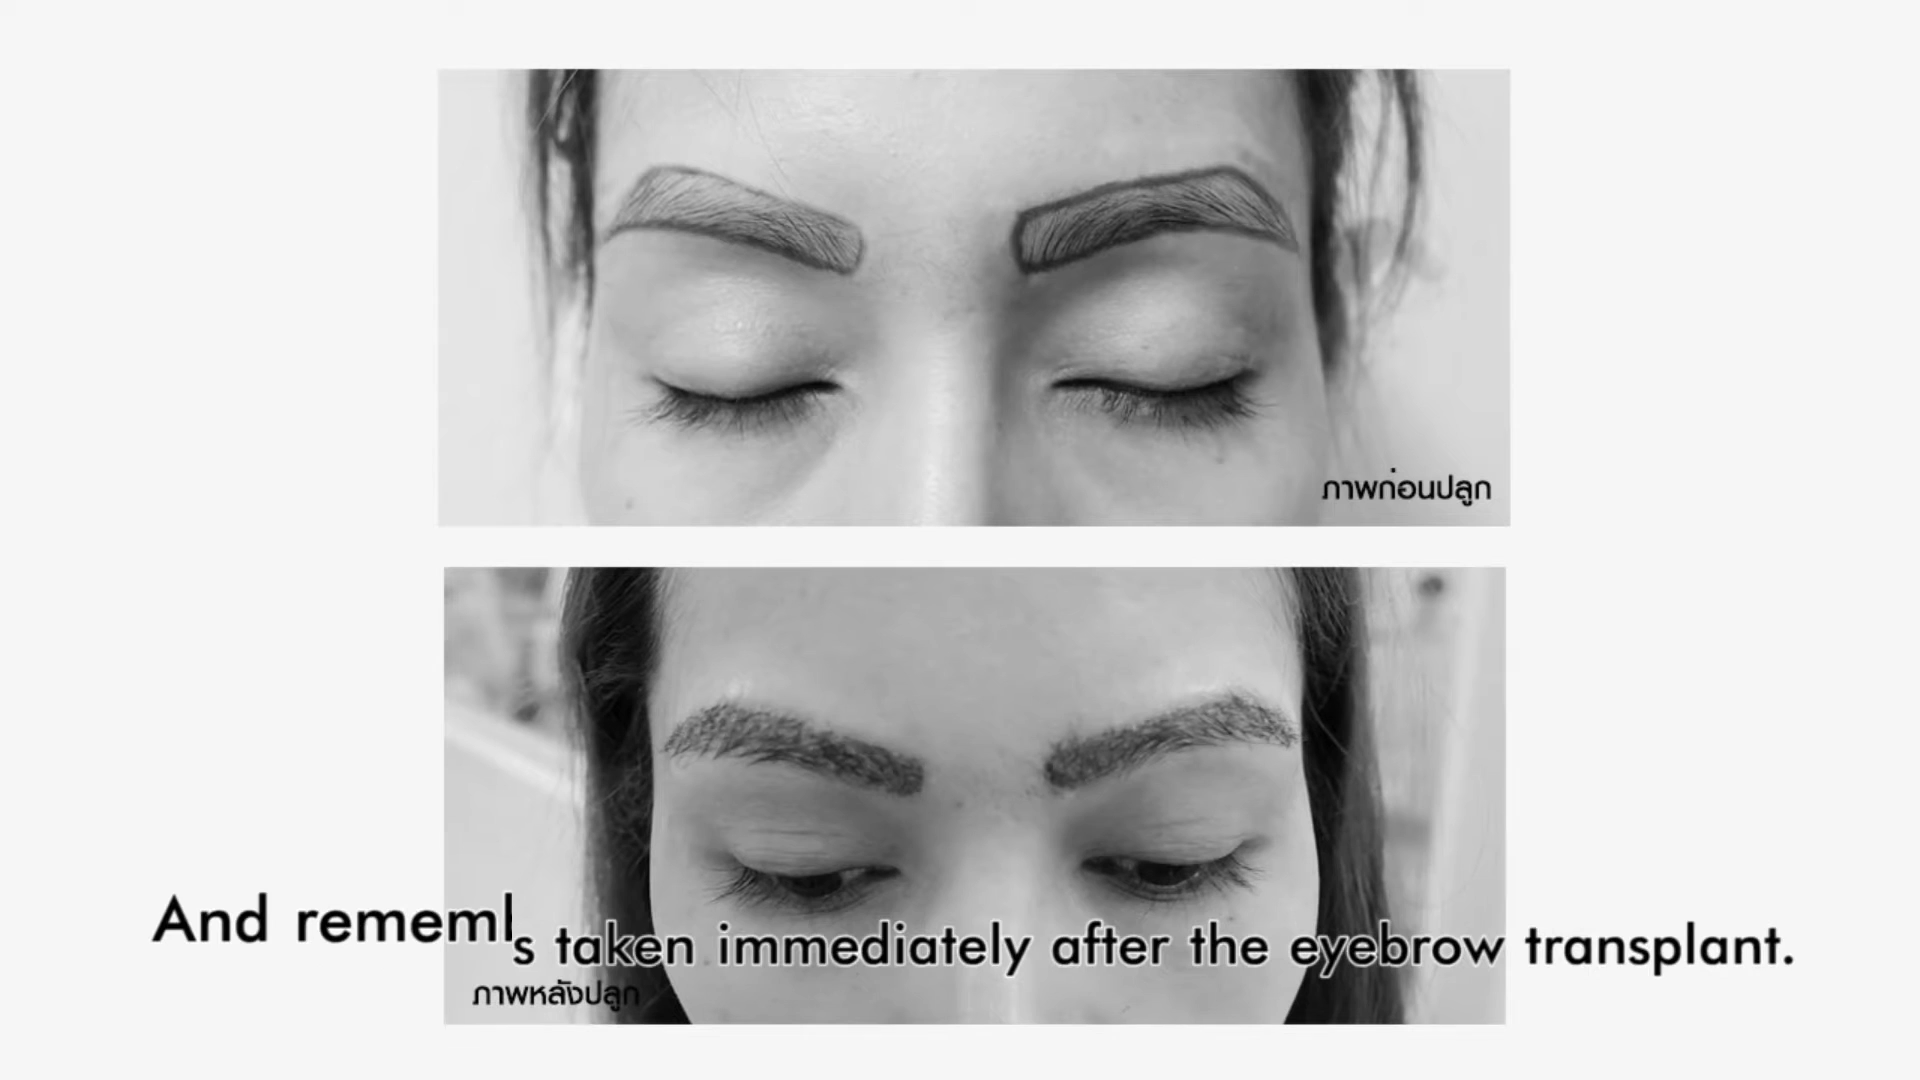 ภาพก่อนปลูก
And
taken immediately after the eyebrow transplant.
ภาพหลังปลูก